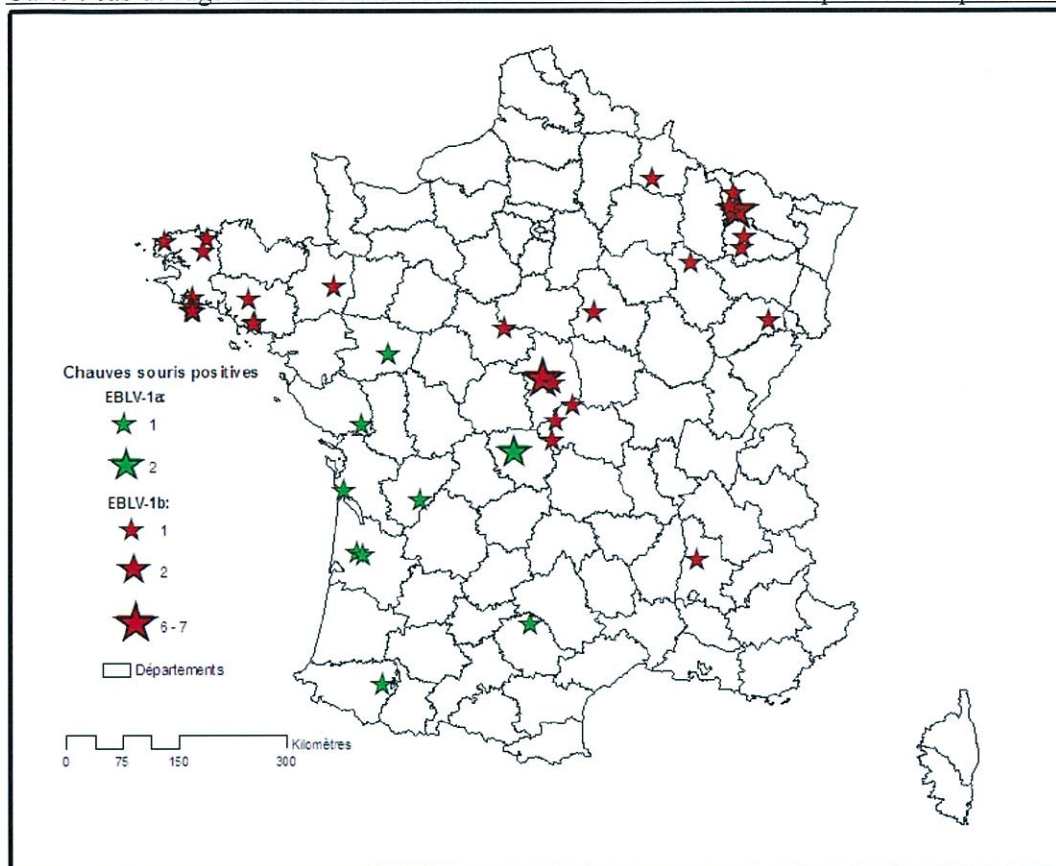 Chauves souris positives
EBLV-1a:
1
2
EBLV-1b:
1
2
6 - 7
Départements
Kilomètres
0 75 150 300